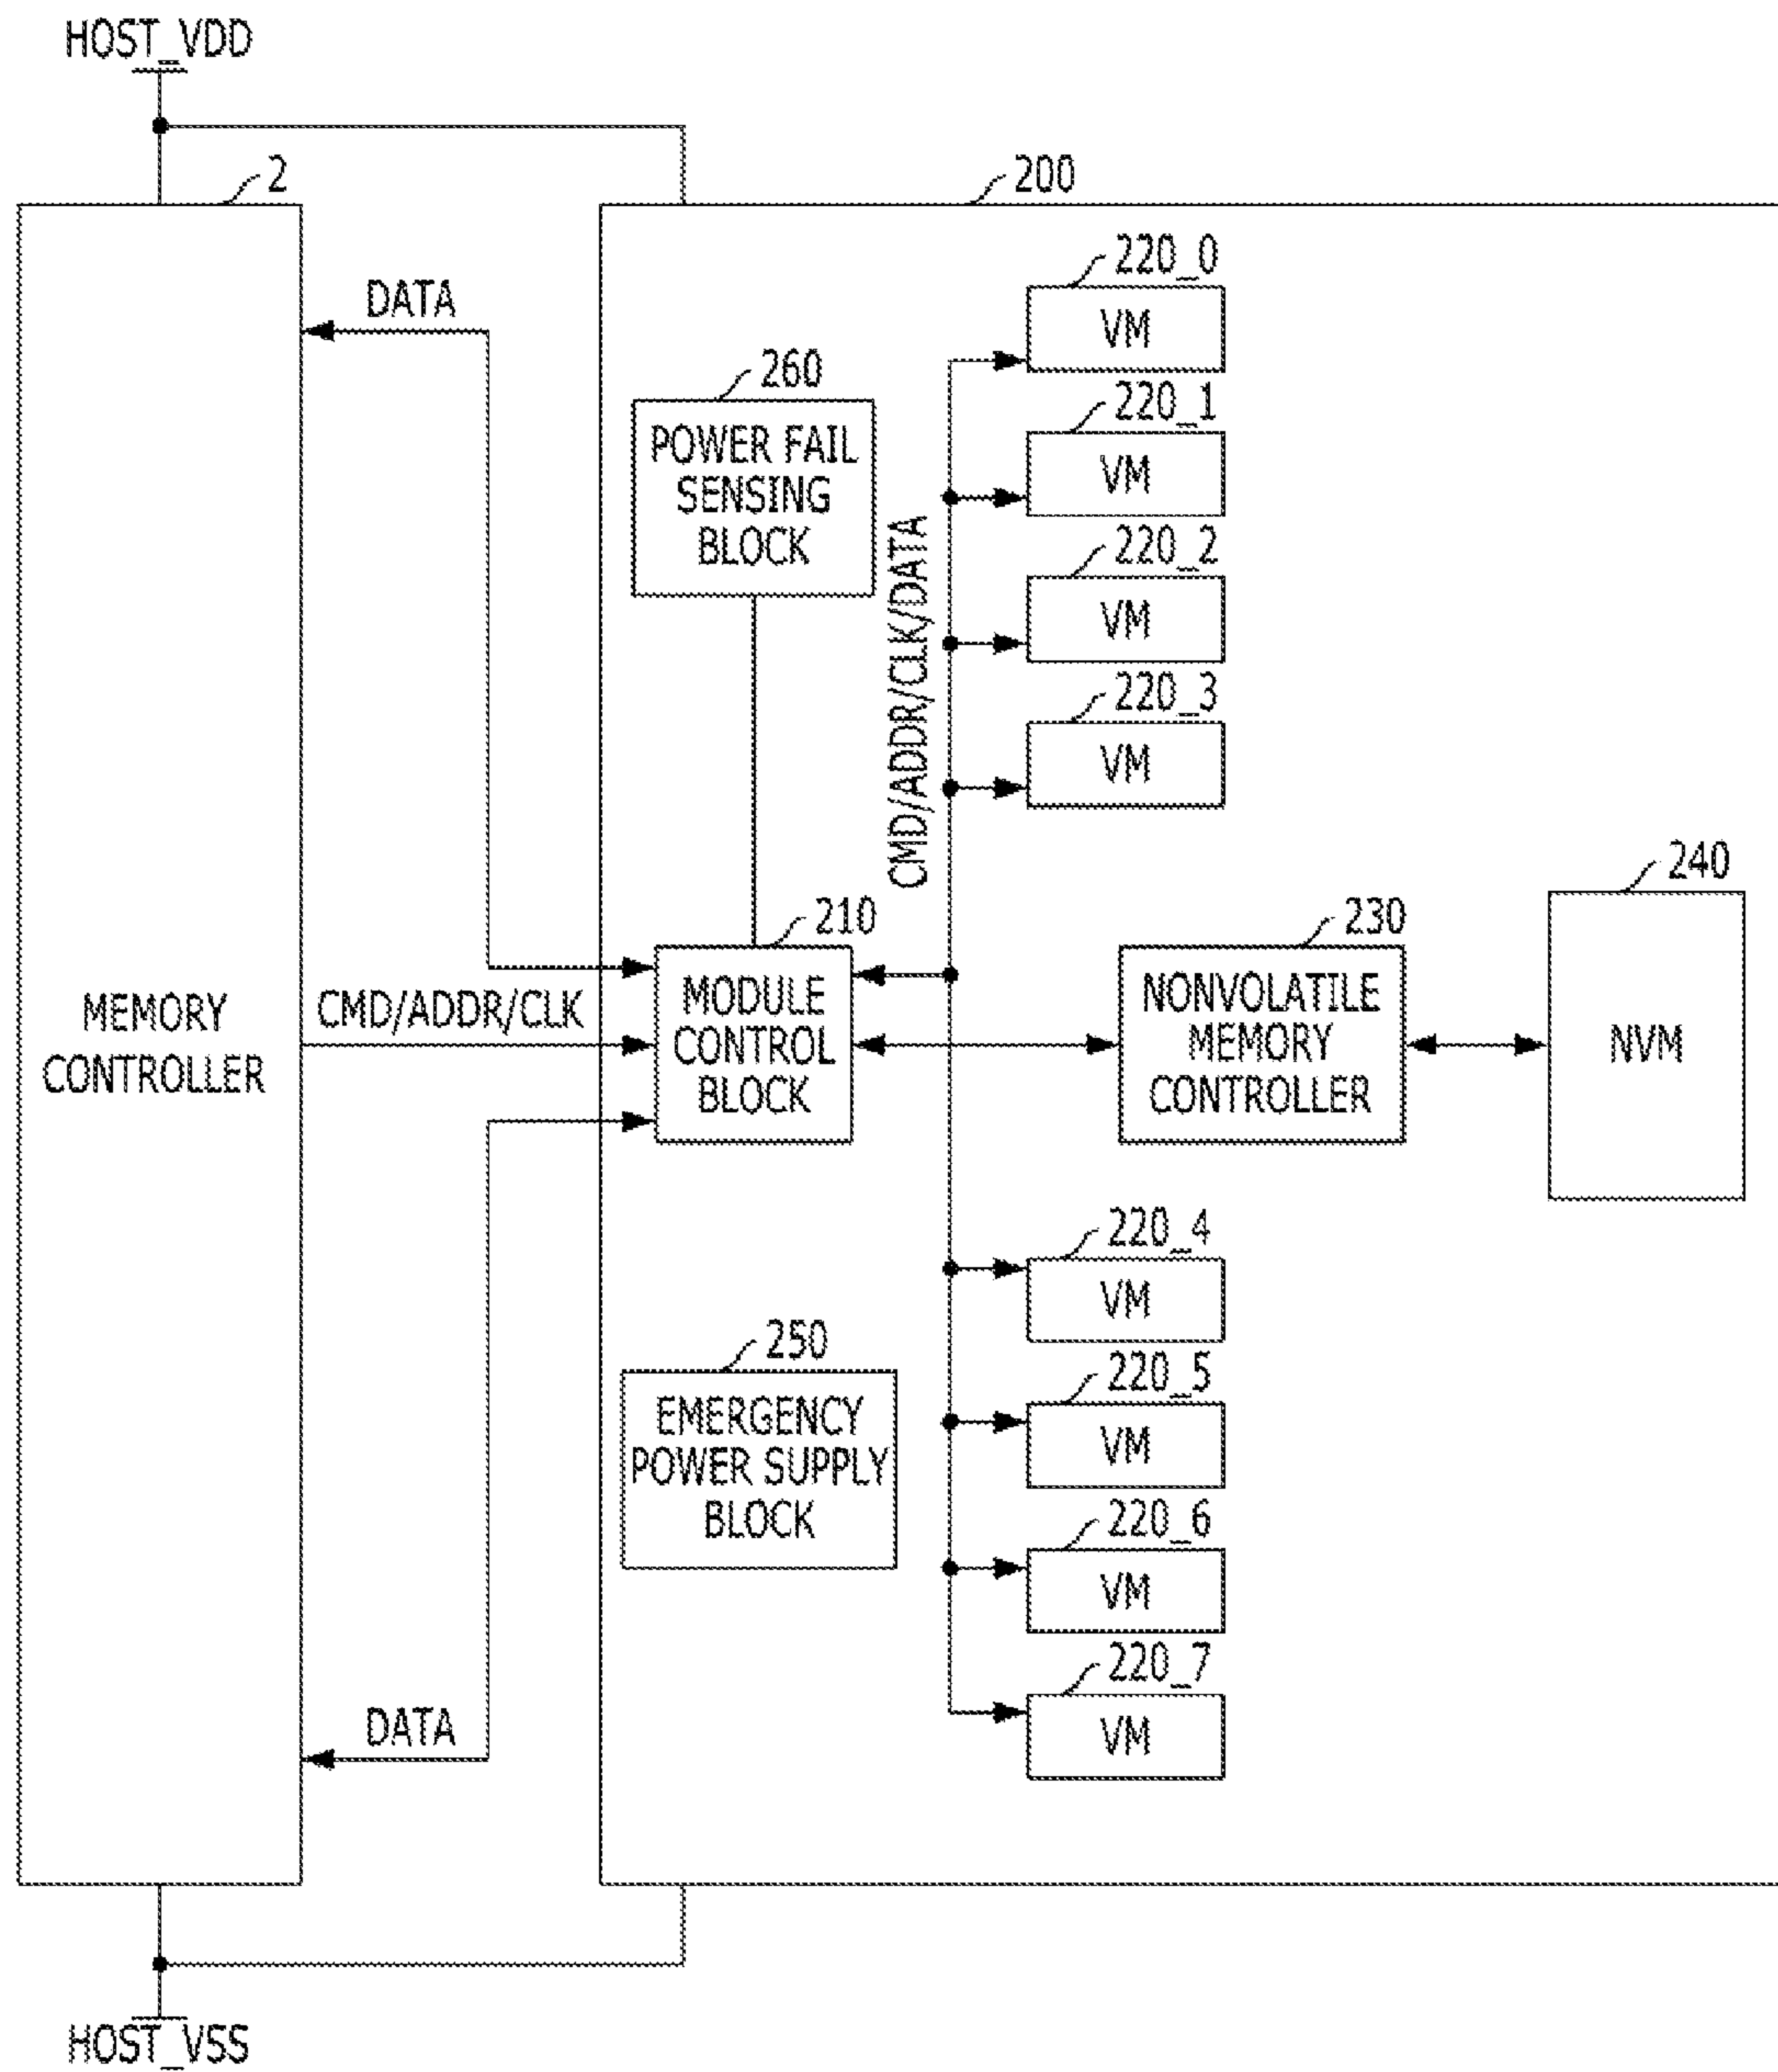 HOST_VDD
2
200
DATA
220_0
VM
260
POWER FAIL
SENSING
BLOCK
220_1
VM
220_2
VM
CMD/ADDR/CLK/DATA
220_3
VM
240
NVM
210
MODULE
CONTROL
BLOCK
230
NONVOLATILE
MEMORY
CONTROLLER
MEMORY
CONTROLLER
CMD/ADDR/CLK
220_4
VM
250
EMERGENCY
POWER SUPPLY
BLOCK
220_5
VM
220_6
VM
220_7
VM
DATA
HOST_VSS